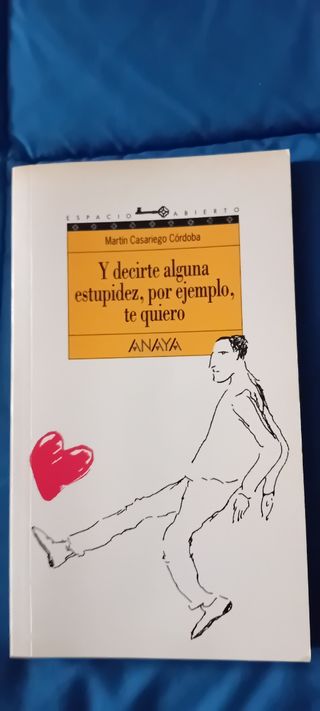 ESPACIO ABIERTO
Martín Casariego Córdoba
Y decirte alguna
estupidez, por ejemplo,
te quiero
ANAYA